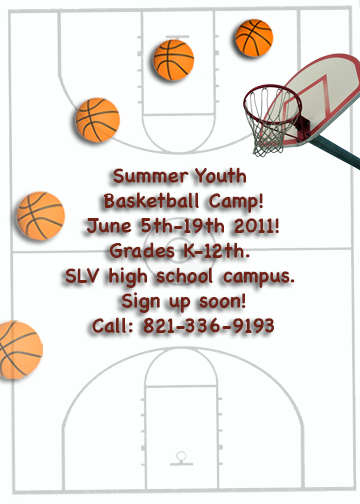 Summer Youth
Basketball Camp!
June 5th-19th 2011!
Grades K-12th.
SLV high school campus.
Sign up soon!
Call: 821-336-9193